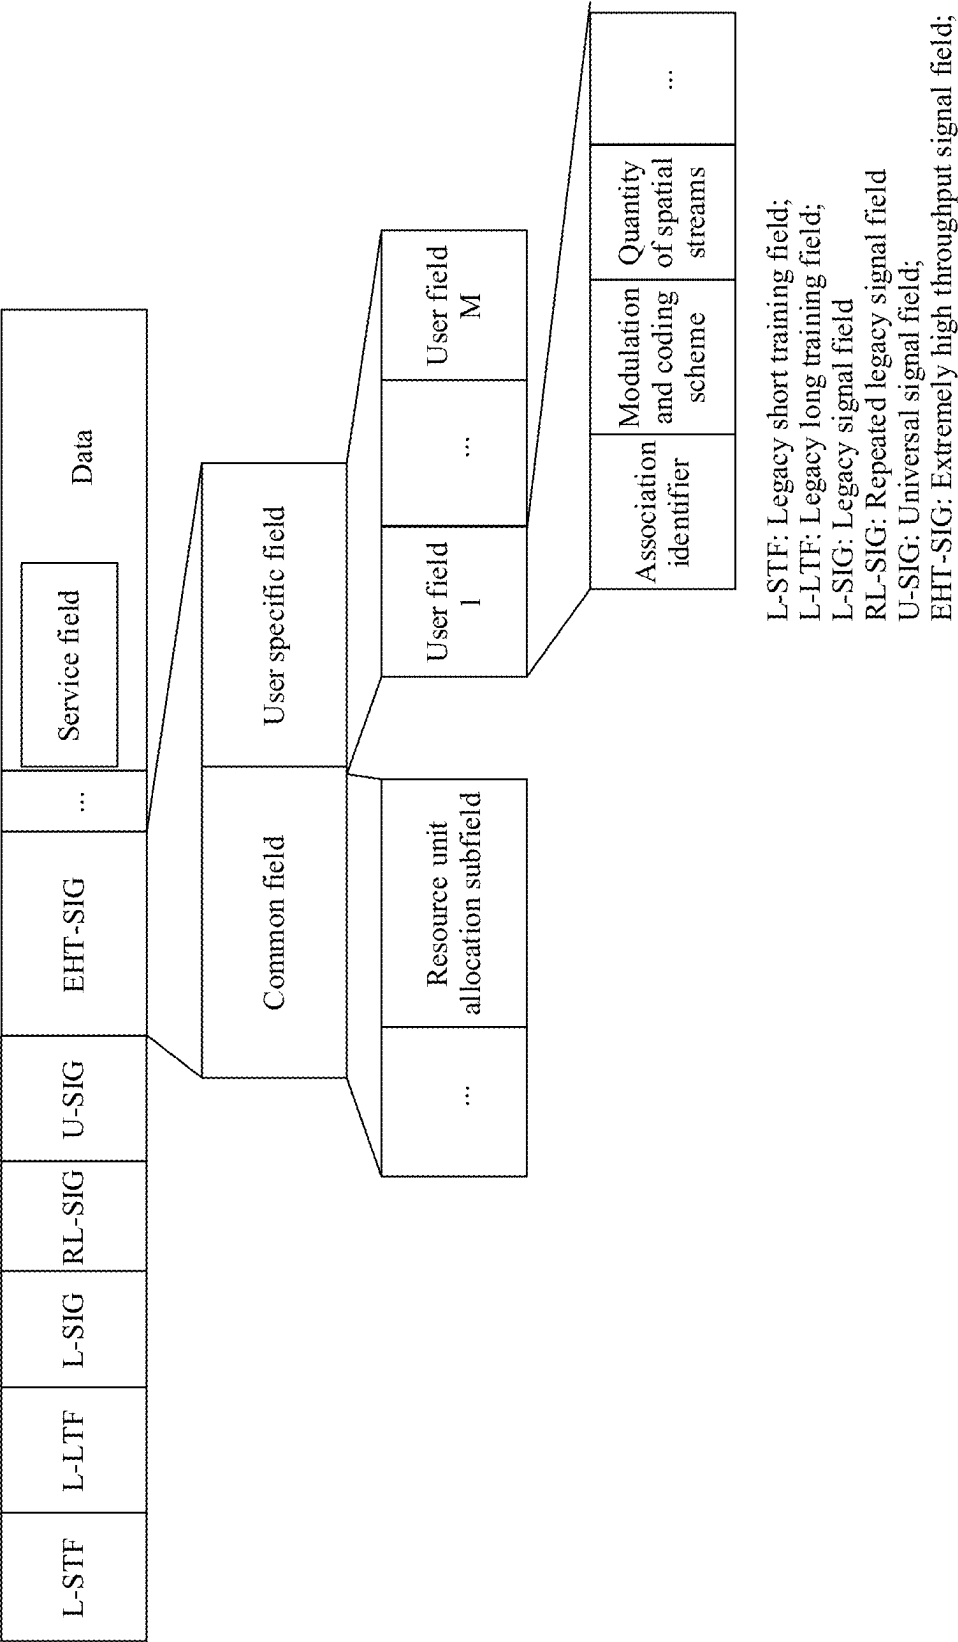 L-STF
L-LTF
L-SIG
RL-SIG
U-SIG
EHT-SIG
...
Service field
Data
Common field
User specific field
...
Resource unit
allocation subfield
User field
1
...
User field
M
Association
identifier
Modulation
and coding
scheme
Quantity
of spatial
streams
...
L-STF: Legacy short training field;
L-LTF: Legacy long training field;
L-SIG: Legacy signal field
RL-SIG: Repeated legacy signal field
U-SIG: Universal signal field;
EHT-SIG: Extremely high throughput signal field;